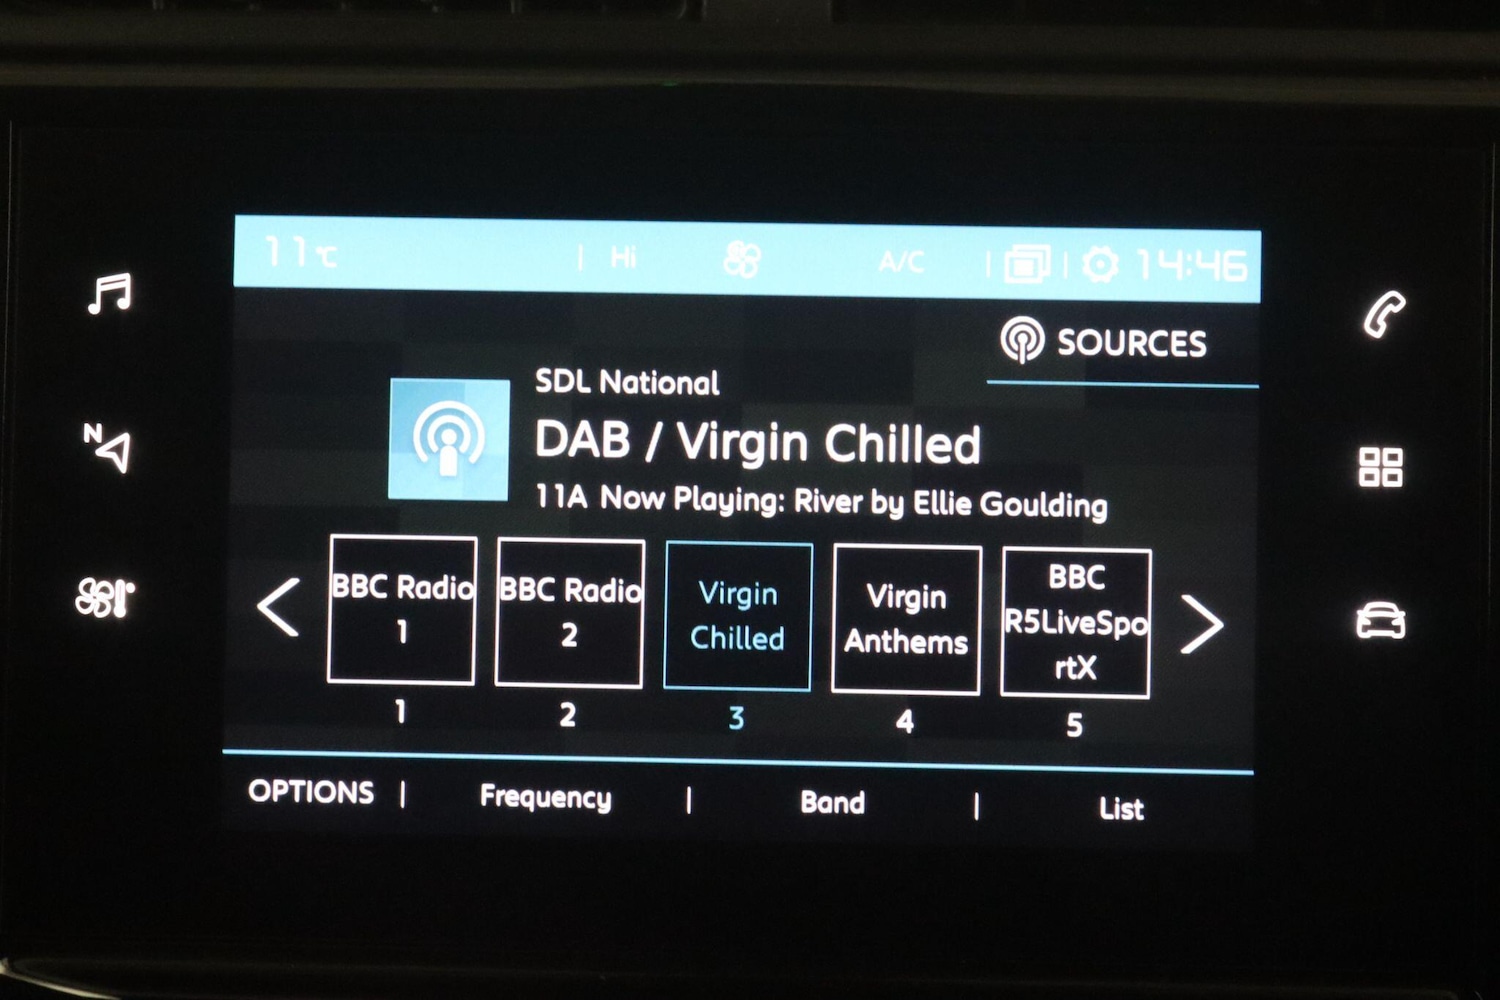 11°C | Hi A/C | | 14:46
SOURCES
SDL National
DAB / Virgin Chilled
11A Now Playing: River by Ellie Goulding
BBC Radio
1
BBC Radio
2
Virgin
Chilled
Virgin
Anthems
BBC
R5LiveSpo
rtX
1 2 3 4 5
OPTIONS | Frequency | Band | List
N